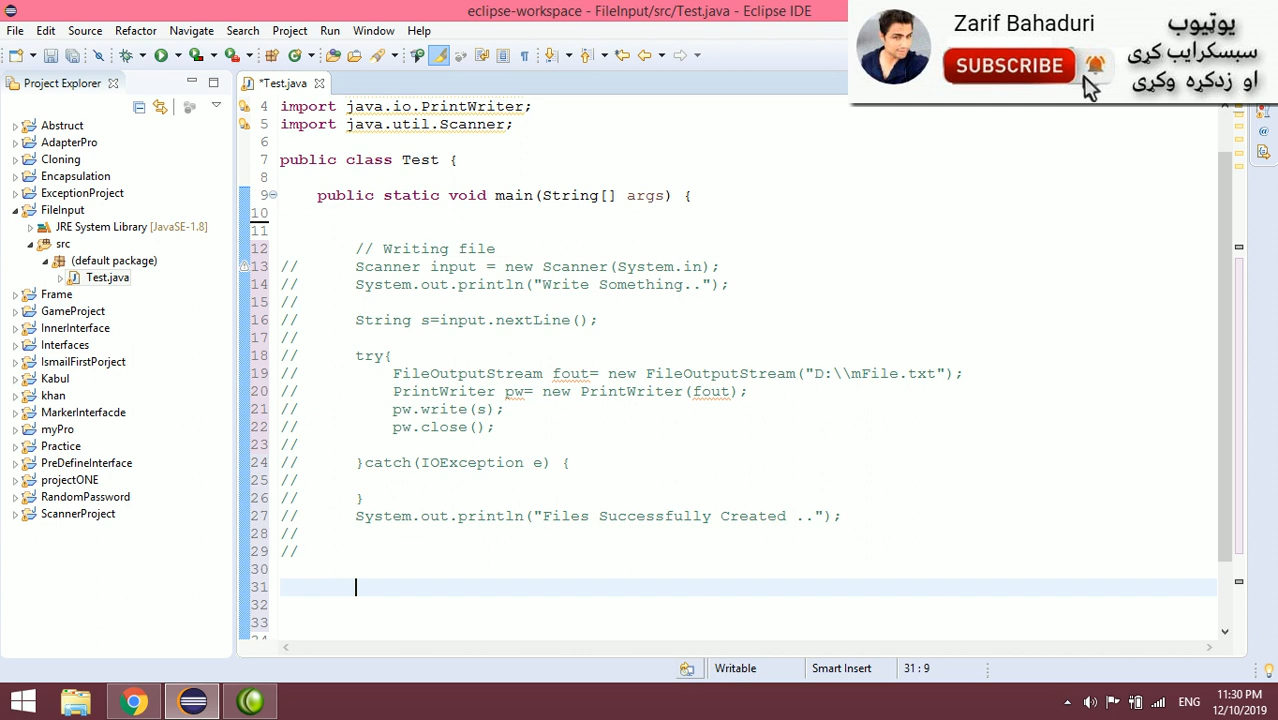 eclipse-workspace - FileInput/src/Test.java - Eclipse IDE
File Edit Source Refactor Navigate Search Project Run Window Help
Zarif Bahaduri
SUBSCRIBE
یوټیوب
سبسکرایب کړی
او زدکړه وکړی
Project Explorer
*Test.java
Abstruct
AdapterPro
Cloning
Encapsulation
ExceptionProject
FileInput
JRE System Library [JavaSE-1.8]
src
(default package)
Test.java
Frame
GameProject
InnerInterface
Interfaces
IsmailFirstPorject
Kabul
khan
MarkerInterfacde
myPro
Practice
PreDefineInterface
projectONE
RandomPassword
ScannerProject
4 import java.io.PrintWriter;
5 import java.util.Scanner;
6
7 public class Test {
8
9 public static void main(String[] args) {
10
11
12 // Writing file
13 // Scanner input = new Scanner(System.in);
14 // System.out.println("Write Something..");
15 //
16 // String s=input.nextLine();
17 //
18 // try{
19 // FileOutputStream fout= new FileOutputStream("D:\\mFile.txt");
20 // PrintWriter pw= new PrintWriter(fout);
21 // pw.write(s);
22 // pw.close();
23 //
24 // }catch(IOException e) {
25 //
26 // }
27 // System.out.println("Files Successfully Created ..");
28 //
29 //
30
31
32
33
Writable Smart Insert 31 : 9
ENG
11:30 PM
12/10/2019